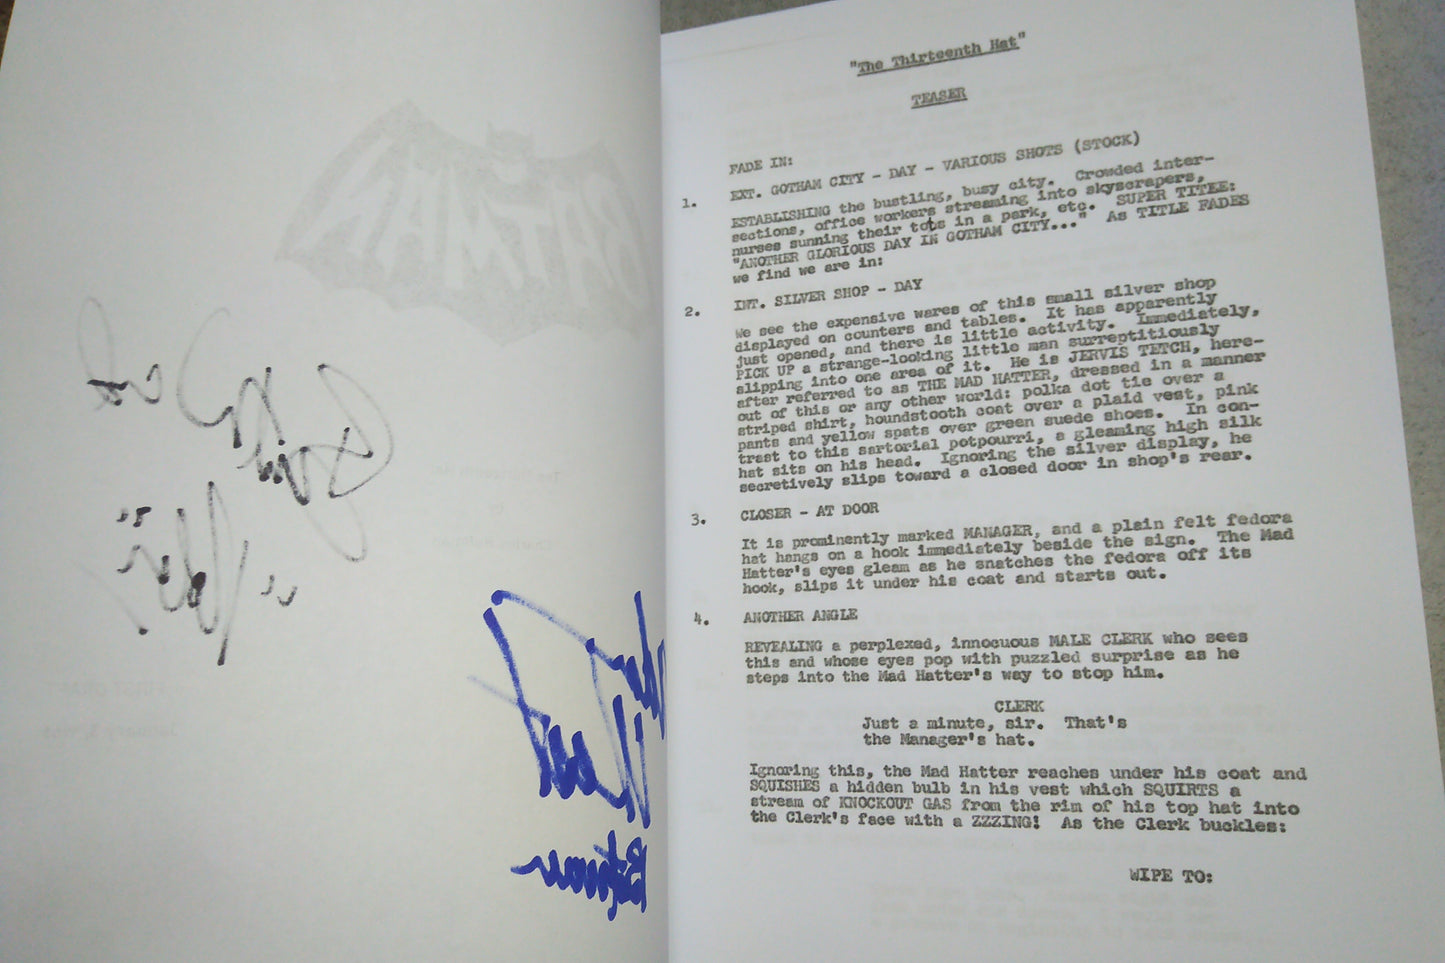 BATMAN
The Thirteenth Hat
by
Charles Hoffman
FIRST DRAFT
Batman
"The Thirteenth Hat"
TEASER
FADE IN:
1. EXT. GOTHAM CITY - DAY - VARIOUS SHOTS (STOCK)
ESTABLISHING the bustling, busy city. Crowded inter-
sections, office workers streaming into skyscrapers,
nurses sunning their tots in a park, etc. SUPER TITLE:
"ANOTHER GLORIOUS DAY IN GOTHAM CITY..." As TITLE FADES
we find we are in:
2. INT. SILVER SHOP - DAY
We see the expensive wares of this small silver shop
displayed on counters and tables. It has apparently
just opened, and there is little activity. Immediately,
PICK UP a strange-looking little man surreptitiously
slipping into one area of it. He is JERVIS TETCH, here-
after referred to as THE MAD HATTER, dressed in a manner
out of this or any other world: polka dot tie over a
striped shirt, houndstooth coat over a plaid vest, pink
pants and yellow spats over green suede shoes. In con-
trast to this sartorial potpourri, a gleaming high silk
hat sits on his head. Ignoring the silver display, he
secretively slips toward a closed door in shop's rear.
3. CLOSER - AT DOOR
It is prominently marked MANAGER, and a plain felt fedora
hat hangs on a hook immediately beside the sign. The Mad
Hatter's eyes gleam as he snatches the fedora off its
hook, slips it under his coat and starts out.
4. ANOTHER ANGLE
REVEALING a perplexed, innocuous MALE CLERK who sees
this and whose eyes pop with puzzled surprise as he
steps into the Mad Hatter's way to stop him.
CLERK
Just a minute, sir. That's
the Manager's hat.
Ignoring this, the Mad Hatter reaches under his coat and
SQUISHES a hidden bulb in his vest which SQUIRTS a
stream of KNOCKOUT GAS from the rim of his top hat into
the Clerk's face with a ZZZING! As the Clerk buckles:
WIPE TO: